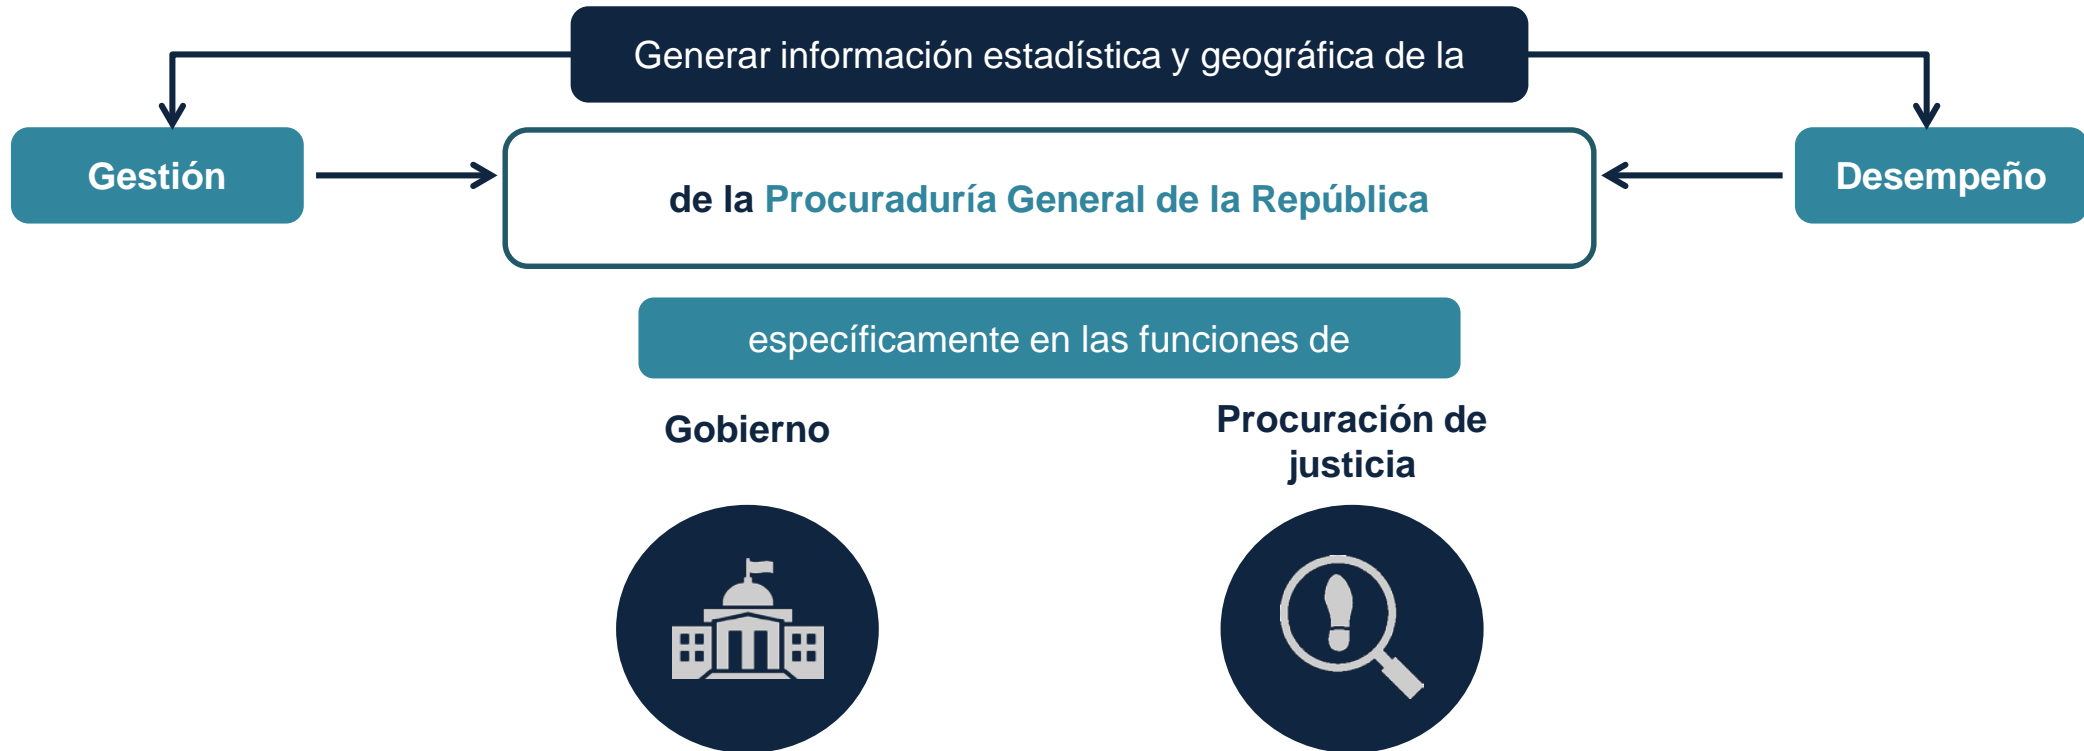 Generar información estadística y geográfica de la
Gestión
de la Procuraduría General de la República
Desempeño
específicamente en las funciones de
Gobierno
Procuración de
justicia